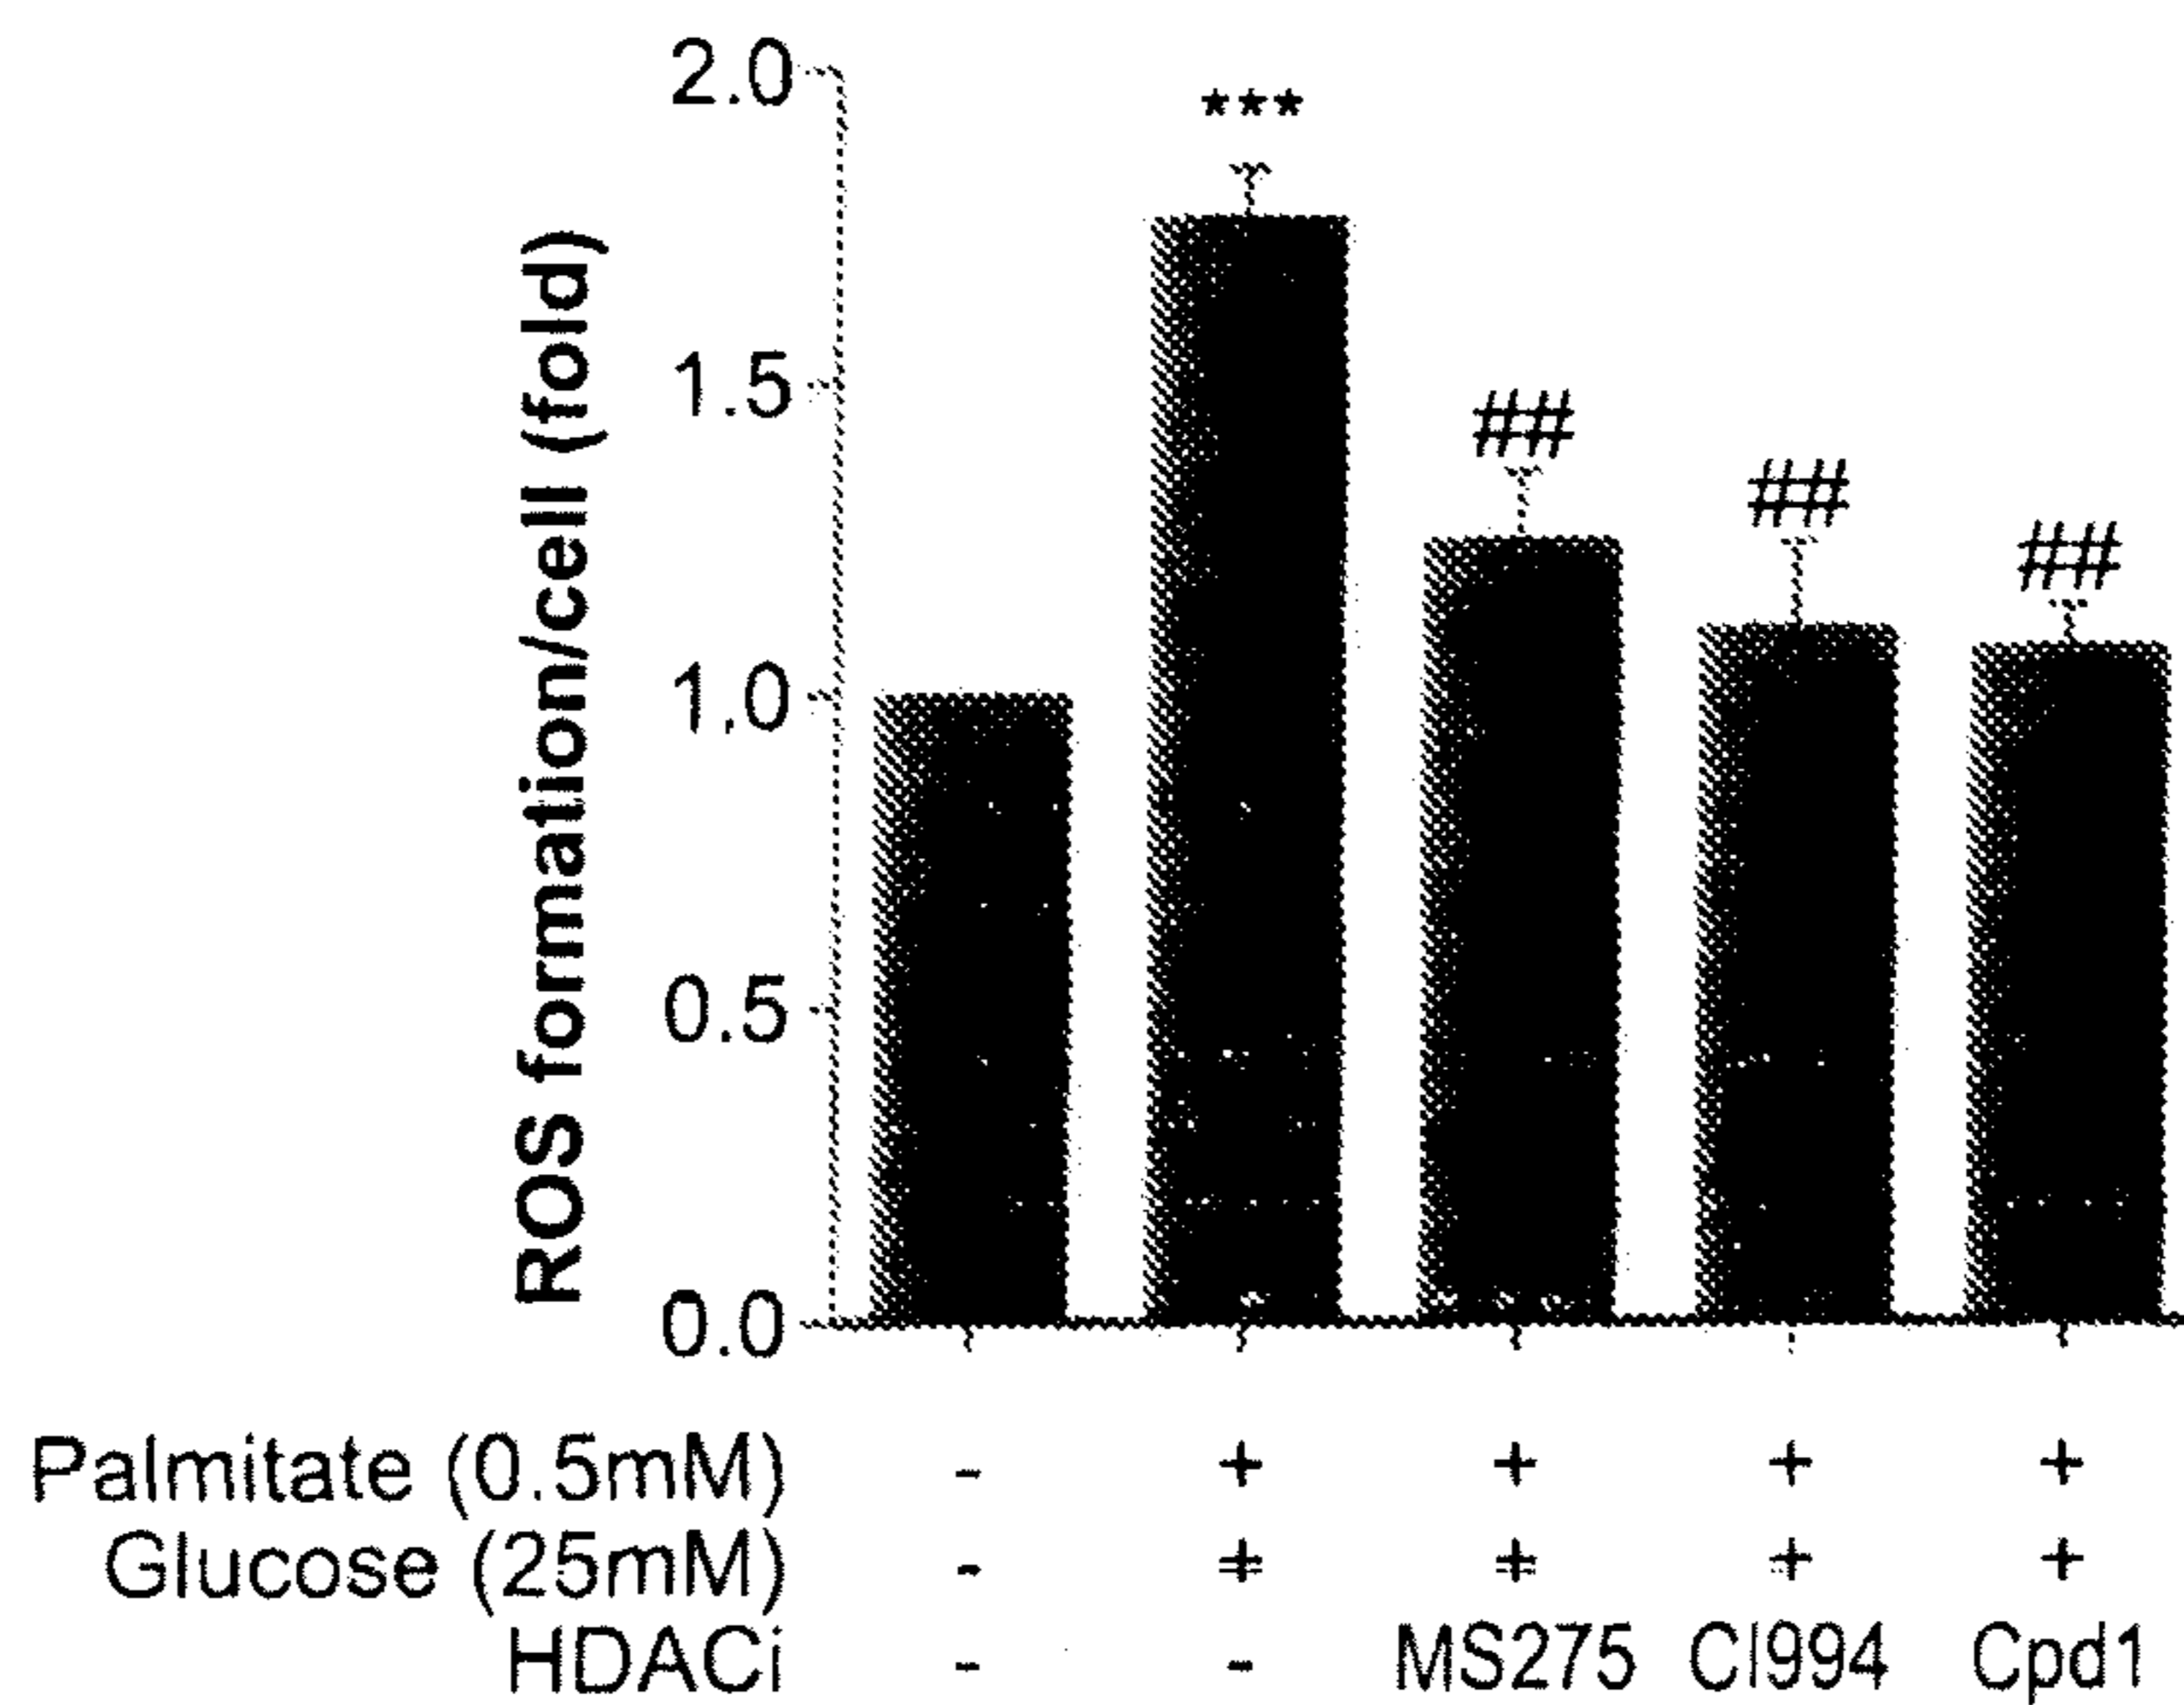 2.0
***
1.5
##
##
##
1.0
0.5
0.0
ROS formation/cell (fold)
Palmitate (0.5mM) - + + + +
Glucose (25mM) - + + + +
HDACi - - MS275 CI994 Cpd1